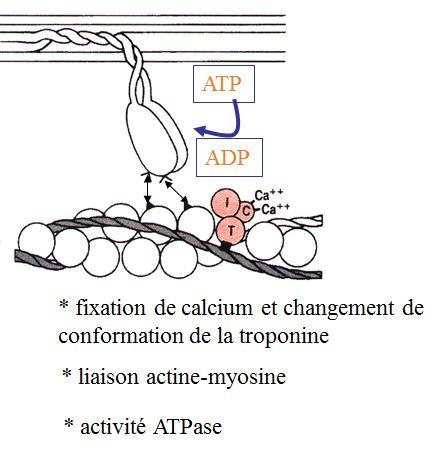 ATP
ADP
Ca++
I
C
Ca++
T
* fixation de calcium et changement de
conformation de la troponine
* liaison actine-myosine
* activité ATPase